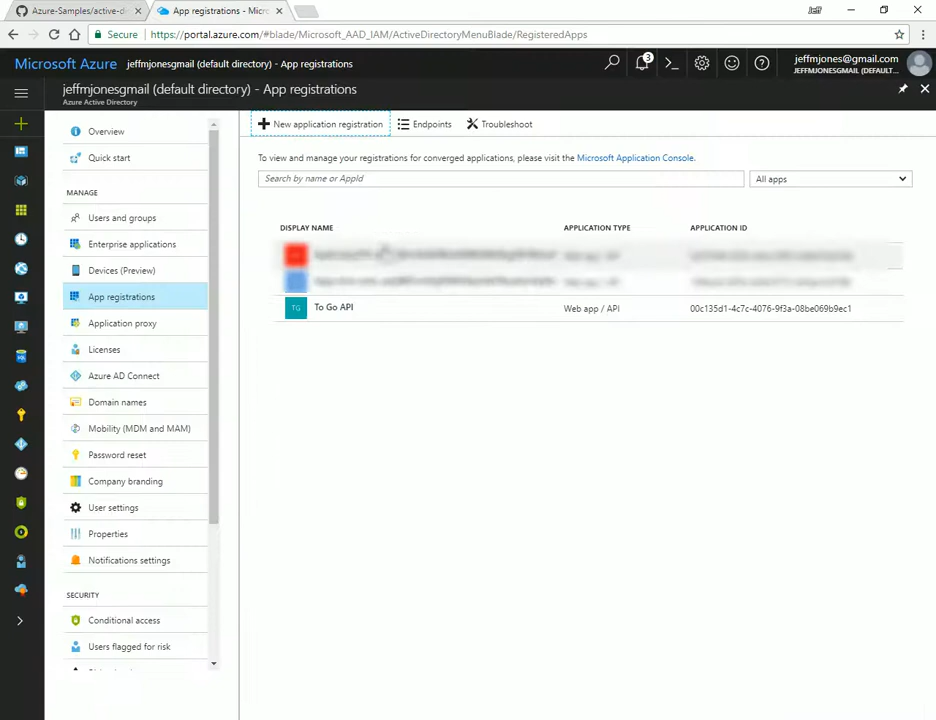 Azure-Samples/active-de
App registrations - Micr
Jeff
Secure
https://portal.azure.com/#blade/Microsoft_AAD_IAM/ActiveDirectoryMenuBlade/RegisteredApps
Microsoft Azure
jeffmjonesgmail (default directory) - App registrations
3
jeffmjones@gmail.com
JEFFMJONESGMAIL (DEFAULT...
jeffmjonesgmail (default directory) - App registrations
Azure Active Directory
Overview
Quick start
MANAGE
Users and groups
Enterprise applications
Devices (Preview)
App registrations
Application proxy
Licenses
Azure AD Connect
Domain names
Mobility (MDM and MAM)
Password reset
Company branding
User settings
Properties
Notifications settings
SECURITY
Conditional access
Users flagged for risk
New application registration
Endpoints
Troubleshoot
To view and manage your registrations for converged applications, please visit the Microsoft Application Console.
Search by name or AppId
All apps
DISPLAY NAME
APPLICATION TYPE
APPLICATION ID
TG
To Go API
Web app / API
00c135d1-4c7c-4076-9f3a-08be069b9ec1